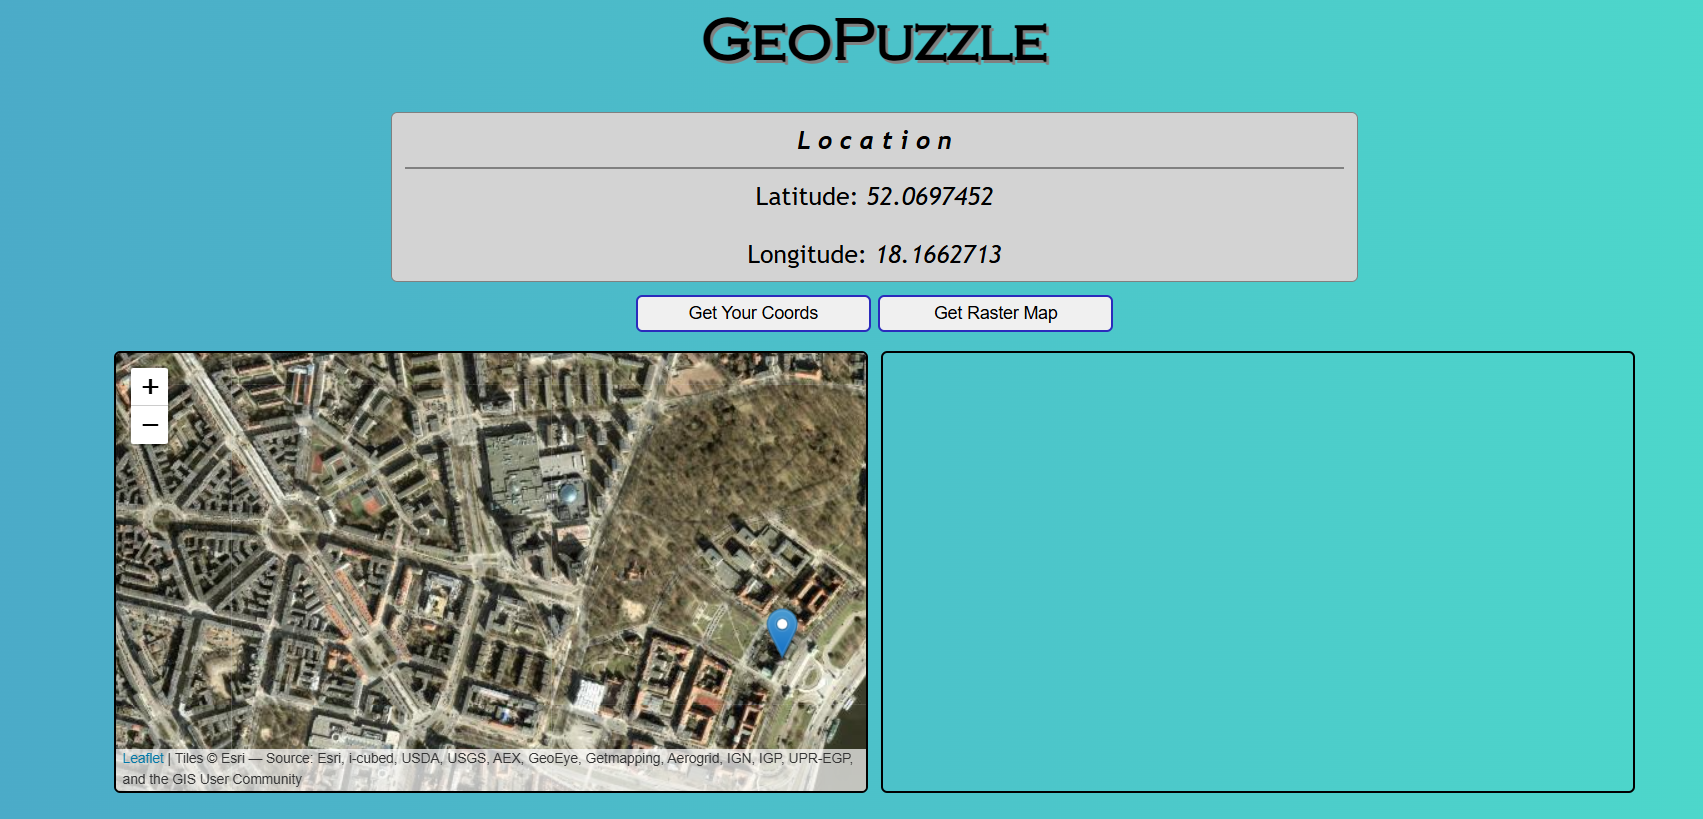 GeoPuzzle
Location
Latitude: 52.0697452
Longitude: 18.1662713
Get Your Coords
Get Raster Map
+
−
Leaflet | Tiles © Esri — Source: Esri, i-cubed, USDA, USGS, AEX, GeoEye, Getmapping, Aerogrid, IGN, IGP, UPR-EGP,
and the GIS User Community